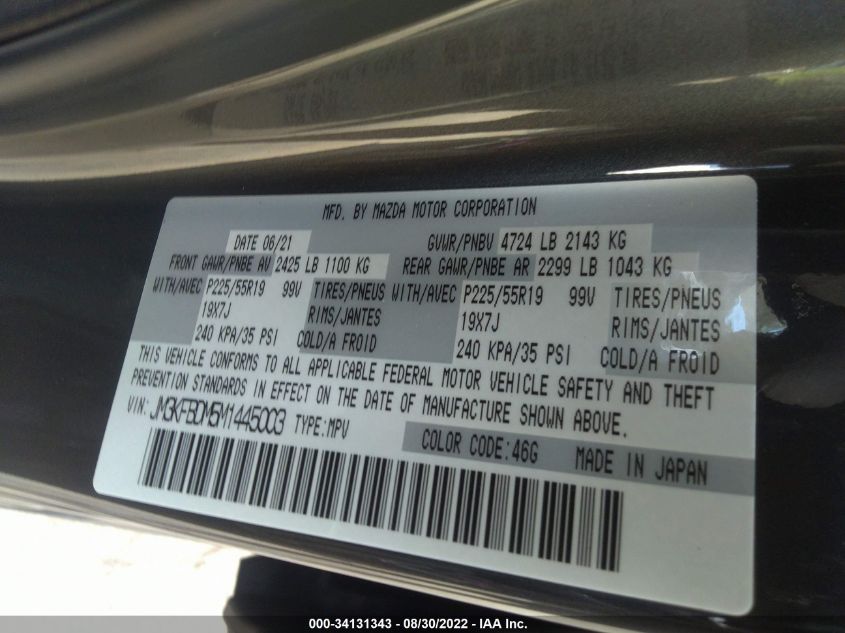 MFD. BY MAZDA MOTOR CORPORATION
DATE 06/21 GVWR/PNBV 4724 LB 2143 KG
FRONT GAWR/PNBE AV 2425 LB 1100 KG REAR GAWR/PNBE AR 2299 LB 1043 KG
WITH/AVEC P225/55R19 99V TIRES/PNEUS WITH/AVEC P225/55R19 99V TIRES/PNEUS
19X7J RIMS/JANTES 19X7J RIMS/JANTES
240 KPA/35 PSI COLD/A FROID 240 KPA/35 PSI COLD/A FROID
THIS VEHICLE CONFORMS TO ALL APPLICABLE FEDERAL MOTOR VEHICLE SAFETY AND THEFT
PREVENTION STANDARDS IN EFFECT ON THE DATE OF MANUFACTURE SHOWN ABOVE.
VIN: JM3KFBDM5M1445003 TYPE:MPV
COLOR CODE:46G MADE IN JAPAN
000-34131343 - 08/30/2022 - IAA Inc.